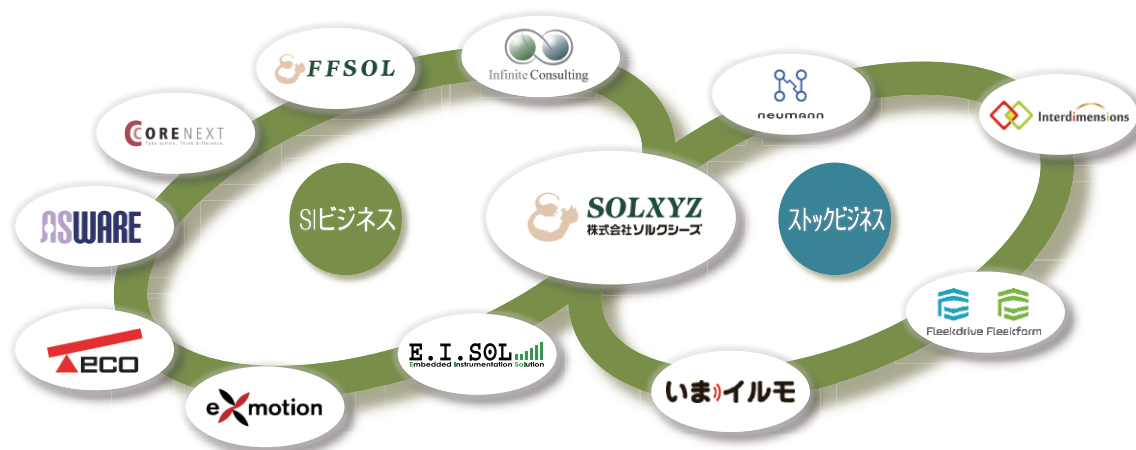 Infinite Consulting
FFSOL
neumann
Interdimensions
CORENEXT
Take action. Think difference.
SOLXYZ
株式会社ソルクシーズ
SIビジネス
ストックビジネス
ASWARE
Fleekdrive Fleekform
ECO
E.I.SOL
Embedded Instrumentation Solution
いまイルモ
eXmotion